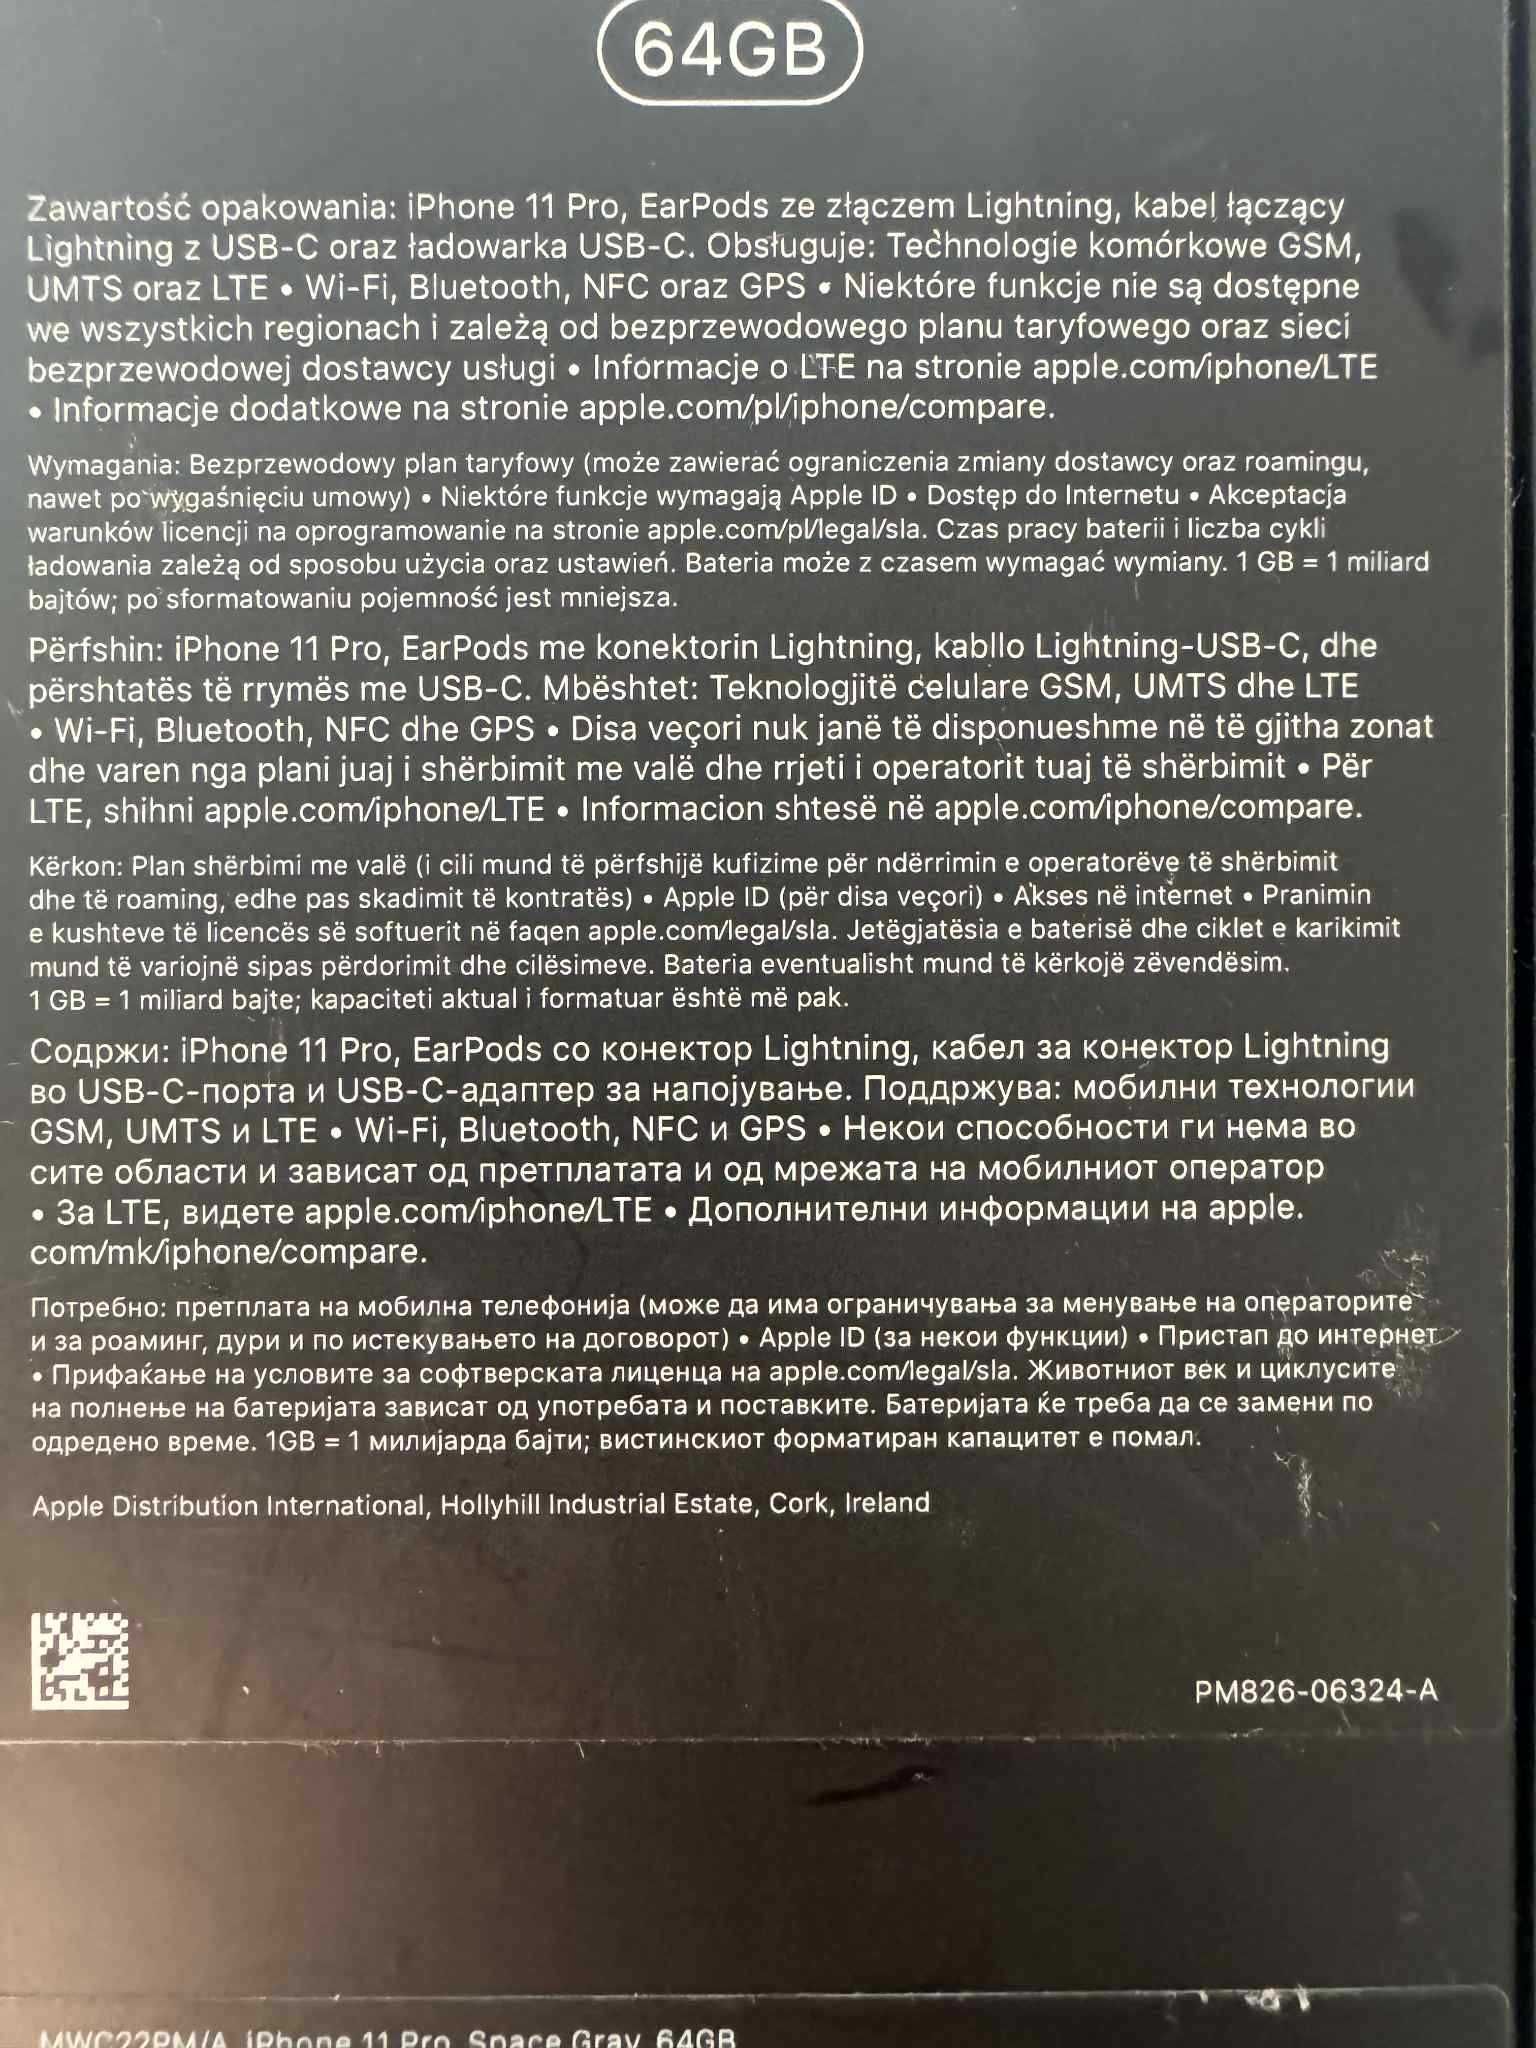 64GB
Zawartość opakowania: iPhone 11 Pro, EarPods ze złączem Lightning, kabel łączący
Lightning z USB-C oraz ładowarka USB-C. Obsługuje: Technologie komórkowe GSM,
UMTS oraz LTE • Wi-Fi, Bluetooth, NFC oraz GPS • Niektóre funkcje nie są dostępne
we wszystkich regionach i zależą od bezprzewodowego planu taryfowego oraz sieci
bezprzewodowej dostawcy usługi • Informacje o LTE na stronie apple.com/iphone/LTE
• Informacje dodatkowe na stronie apple.com/pl/iphone/compare.
Wymagania: Bezprzewodowy plan taryfowy (może zawierać ograniczenia zmiany dostawcy oraz roamingu,
nawet po wygaśnięciu umowy) • Niektóre funkcje wymagają Apple ID • Dostęp do Internetu • Akceptacja
warunków licencji na oprogramowanie na stronie apple.com/pl/legal/sla. Czas pracy baterii i liczba cykli
ładowania zależą od sposobu użycia oraz ustawień. Bateria może z czasem wymagać wymiany. 1 GB = 1 miliard
bajtów; po sformatowaniu pojemność jest mniejsza.
Përfshin: iPhone 11 Pro, EarPods me konektorin Lightning, kabllo Lightning-USB-C, dhe
përshtatës të rrymës me USB-C. Mbështet: Teknologjitë celulare GSM, UMTS dhe LTE
• Wi-Fi, Bluetooth, NFC dhe GPS • Disa veçori nuk janë të disponueshme në të gjitha zonat
dhe varen nga plani juaj i shërbimit me valë dhe rrjeti i operatorit tuaj të shërbimit • Për
LTE, shihni apple.com/iphone/LTE • Informacion shtesë në apple.com/iphone/compare.
Kërkon: Plan shërbimi me valë (i cili mund të përfshijë kufizime për ndërrimin e operatorëve të shërbimit
dhe të roaming, edhe pas skadimit të kontratës) • Apple ID (për disa veçori) • Akses në internet • Pranimin
e kushteve të licencës së softuerit në faqen apple.com/legal/sla. Jetëgjatësia e baterisë dhe ciklet e karikimit
mund të variojnë sipas përdorimit dhe cilësimeve. Bateria eventualisht mund të kërkojë zëvendësim.
1 GB = 1 miliard bajte; kapaciteti aktual i formatuar është më pak.
Содржи: iPhone 11 Pro, EarPods со конектор Lightning, кабел за конектор Lightning
во USB-C-порта и USB-C-адаптер за напојување. Поддржува: мобилни технологии
GSM, UMTS и LTE • Wi-Fi, Bluetooth, NFC и GPS • Некои способности ги нема во
сите области и зависат од претплатата и од мрежата на мобилниот оператор
• За LTE, видете apple.com/iphone/LTE • Дополнителни информации на apple.
com/mk/iphone/compare.
Потребно: претплата на мобилна телефонија (може да има ограничувања за менување на операторите
и за роаминг, дури и по истекувањето на договорот) • Apple ID (за некои функции) • Пристап до интернет
• Прифаќање на условите за софтверската лиценца на apple.com/legal/sla. Животниот век и циклусите
на полнење на батеријата зависат од употребата и поставките. Батеријата ќе треба да се замени по
одредено време. 1GB = 1 милијарда бајти; вистинскиот форматиран капацитет е помал.
Apple Distribution International, Hollyhill Industrial Estate, Cork, Ireland
PM826-06324-A
MWC22PM/A, iPhone 11 Pro, Space Gray, 64GB